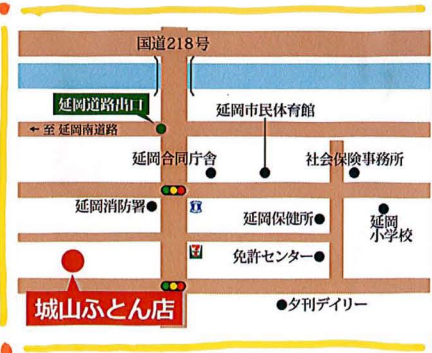 国道218号
延岡道路出口
延岡市民体育館
← 至 延岡南道路
延岡合同庁舎
社会保険事務所
延岡消防署
延岡保健所
延岡
小学校
7
免許センター
城山ふとん店
夕刊デイリー